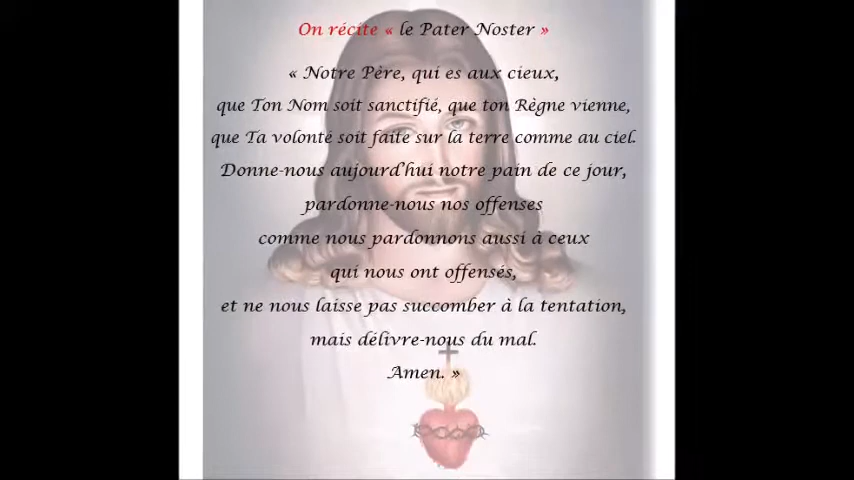 On récite « le Pater Noster »
« Notre Père, qui es aux cieux,
que Ton Nom soit sanctifié, que ton Règne vienne,
que Ta volonté soit faite sur la terre comme au ciel.
Donne-nous aujourd'hui notre pain de ce jour,
pardonne-nous nos offenses
comme nous pardonnons aussi à ceux
qui nous ont offensés,
et ne nous laisse pas succomber à la tentation,
mais délivre-nous du mal.
Amen. »